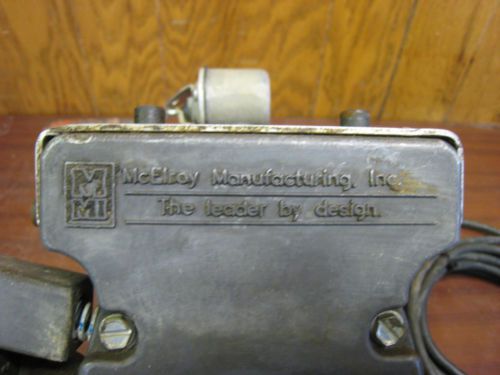 MMI McElroy Manufacturing, Inc.
The leader by design.